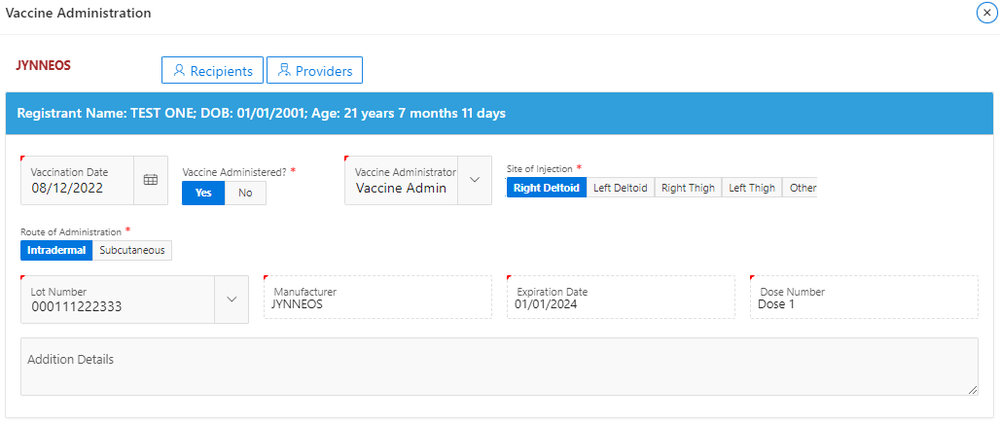 Vaccine Administration
JYNNEOS
Recipients
Providers
Registrant Name: TEST ONE; DOB: 01/01/2001; Age: 21 years 7 months 11 days
Vaccination Date
08/12/2022
Vaccine Administered? *
Yes No
Vaccine Administrator
Vaccine Admin
Site of Injection *
Right Deltoid Left Deltoid Right Thigh Left Thigh Other
Route of Administration *
Intradermal Subcutaneous
Lot Number
000111222333
Manufacturer
JYNNEOS
Expiration Date
01/01/2024
Dose Number
Dose 1
Addition Details